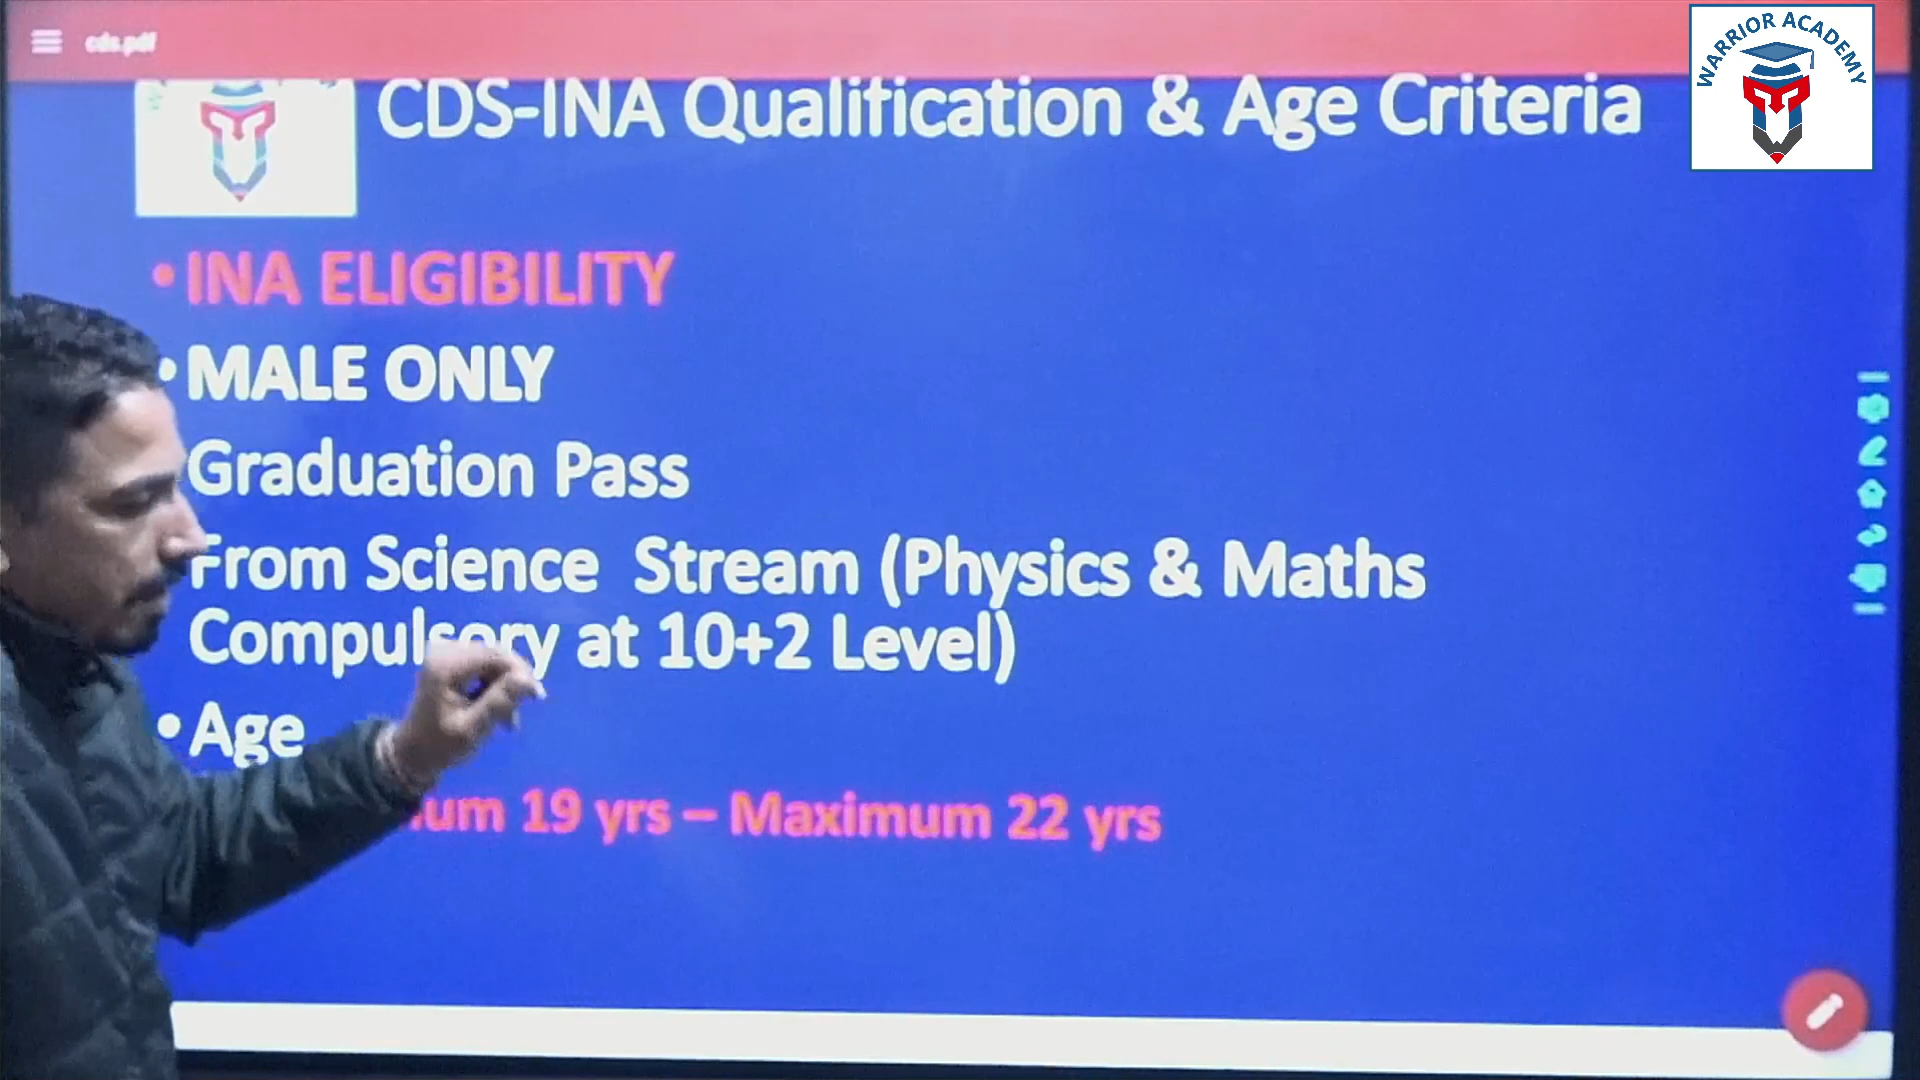 cds.pdf
WARRIOR ACADEMY
CDS-INA Qualification & Age Criteria
• INA ELIGIBILITY
• MALE ONLY
Graduation Pass
From Science Stream (Physics & Maths
Compulsory at 10+2 Level)
• Age
19 yrs – Maximum 22 yrs